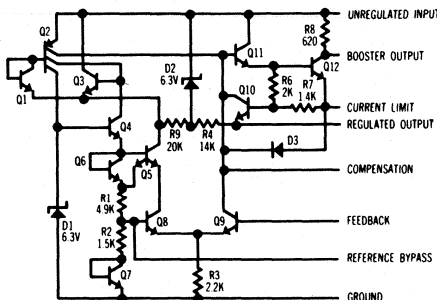 UNREGULATED INPUT
Q2
R8
620
Q11
BOOSTER OUTPUT
Q12
Q3
D2
6.3V
R6
2K
R7
1.4K
Q1
Q10
CURRENT LIMIT
REGULATED OUTPUT
Q4
R9
20K
R4
14K
D3
Q6
Q5
COMPENSATION
R1
4.9K
D1
6.3V
Q8
Q9
FEEDBACK
R2
1.5K
REFERENCE BYPASS
Q7
R3
2.2K
GROUND